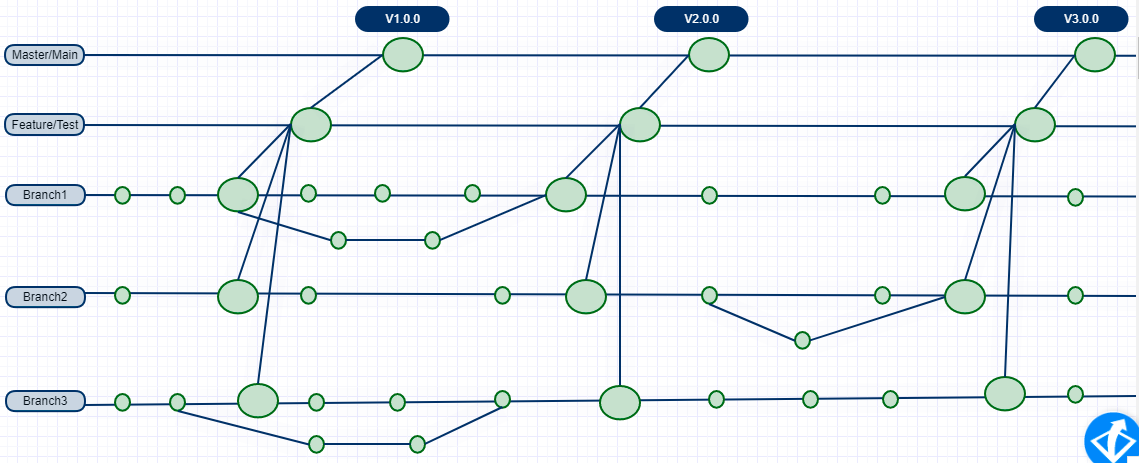 V1.0.0
V2.0.0
V3.0.0
Master/Main
Feature/Test
Branch1
Branch2
Branch3